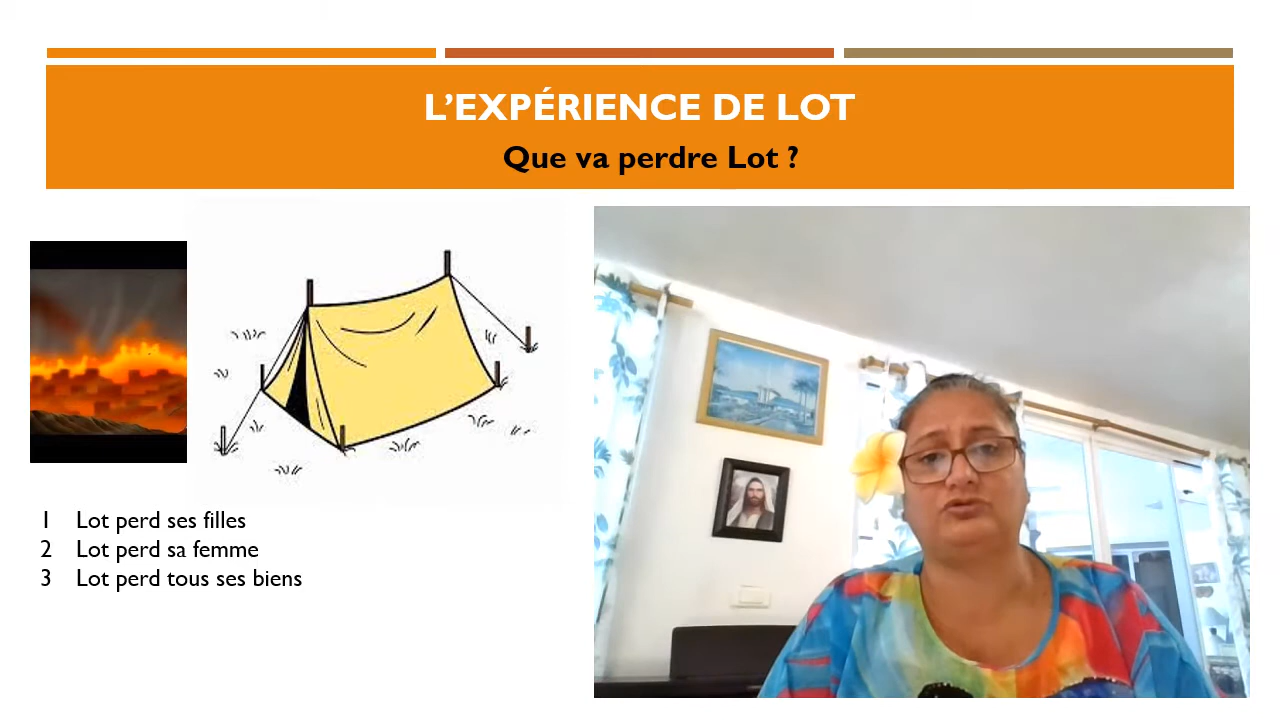 L’EXPÉRIENCE DE LOT
Que va perdre Lot ?
1 Lot perd ses filles
2 Lot perd sa femme
3 Lot perd tous ses biens